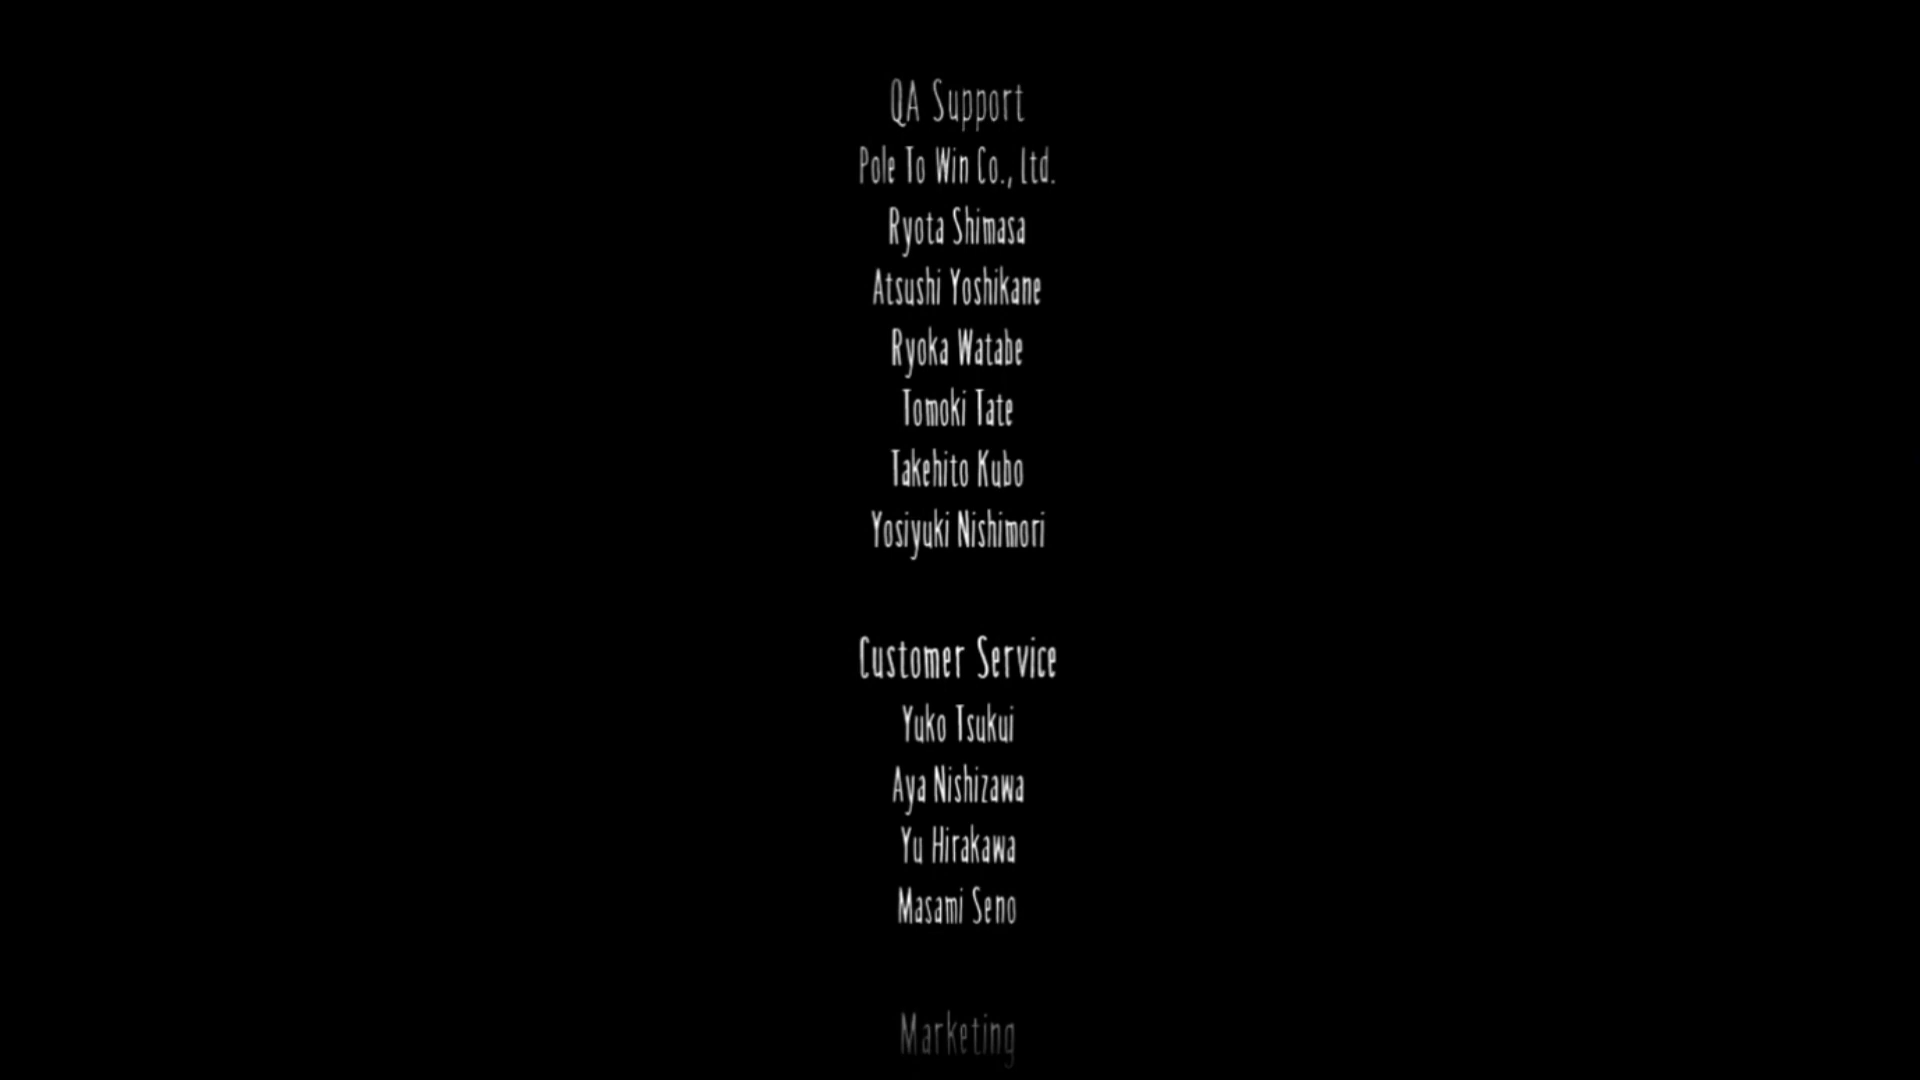 QA Support
Pole To Win Co., Ltd.
Ryota Shimasa
Atsushi Yoshikane
Ryoka Watabe
Tomoki Tate
Takehito Kubo
Yosiyuki Nishimori
Customer Service
Yuko Tsukui
Aya Nishizawa
Yu Hirakawa
Masami Seno
Marketing